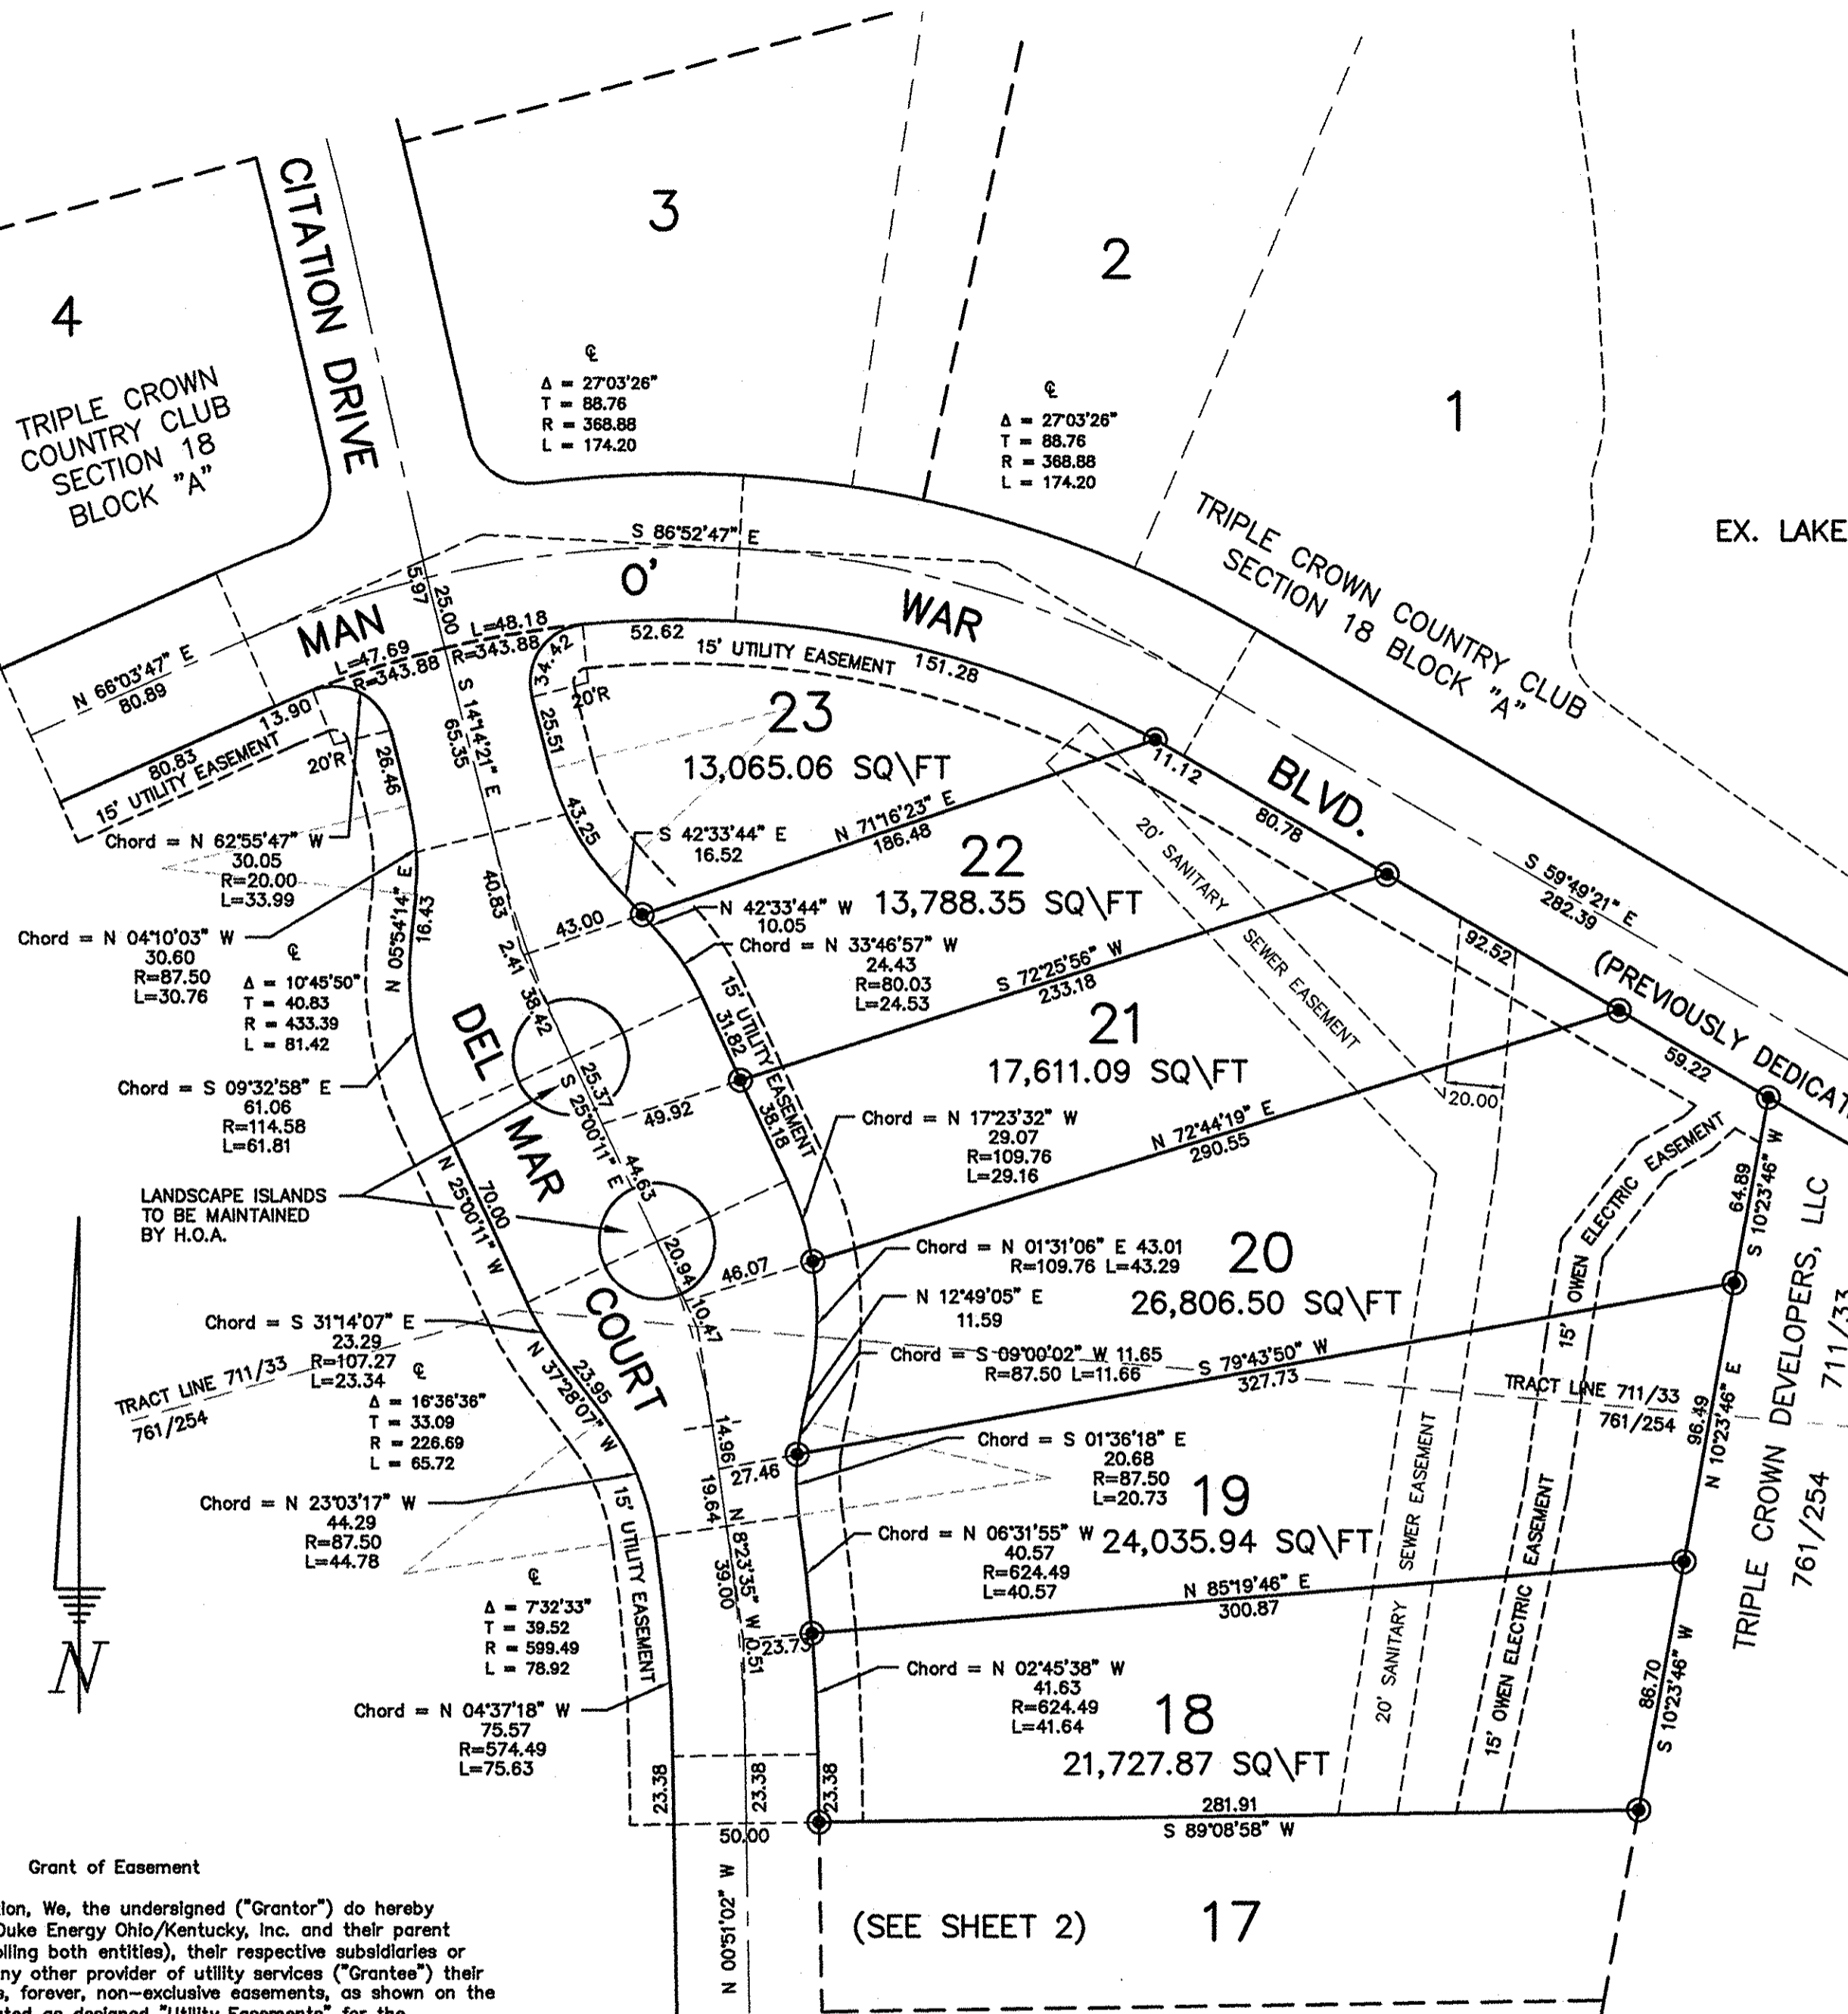 CITATION DRIVE
3
2
1
4
TRIPLE CROWN
COUNTRY CLUB
SECTION 18
BLOCK "A"
℄
Δ = 27°03'26"
T = 88.76
R = 368.88
L = 174.20
℄
Δ = 27°03'26"
T = 88.76
R = 368.88
L = 174.20
TRIPLE CROWN COUNTRY CLUB
SECTION 18 BLOCK "A"
EX. LAKE
S 86°52'47" E
MAN O' WAR BLVD.
(PREVIOUSLY DEDICAT
5.97
25.00
L=48.18
R=343.88
L=47.69
R=343.88
34.42
52.62
15' UTILITY EASEMENT
151.28
N 66°03'47" E
80.89
13.90
80.83
15' UTILITY EASEMENT
20'R
26.46
S 14°14'21" E
65.35
25.51
20'R
43.25
23
13,065.06 SQ\FT
11.12
80.78
S 59°49'21" E
282.39
92.52
59.22
Chord = N 62°55'47" W
30.05
R=20.00
L=33.99
S 42°33'44" E
16.52
N 71°16'23" E
186.48
22
13,788.35 SQ\FT
20' SANITARY
SEWER EASEMENT
N 42°33'44" W
10.05
Chord = N 33°46'57" W
24.43
R=80.03
L=24.53
S 72°25'56" W
233.18
Chord = N 04°10'03" W
30.60
R=87.50
L=30.76
N 05°54'14" E
16.43
40.83
2.41
43.00
38.42
℄
Δ = 10°45'50"
T = 40.83
R = 433.39
L = 81.42
DEL MAR COURT
15' UTILITY EASEMENT
31.82
21
17,611.09 SQ\FT
20.00
Chord = S 09°32'58" E
61.06
R=114.58
L=61.81
25.37
S 25°00'11" E
49.92
38.18
44.63
Chord = N 17°23'32" W
29.07
R=109.76
L=29.16
N 72°44'19" E
290.55
15' OWEN ELECTRIC EASEMENT
64.89
S 10°23'46" W
LANDSCAPE ISLANDS
TO BE MAINTAINED
BY H.O.A.
70.00
N 25°00'11" W
20.94
46.07
10.47
Chord = N 01°31'06" E 43.01
R=109.76 L=43.29
20
26,806.50 SQ\FT
N 12°49'05" E
11.59
Chord = S 09°00'02" W 11.65
R=87.50 L=11.66
S 79°43'50" W
327.73
TRACT LINE 711/33
761/254
96.49
N 10°23'46" E
TRIPLE CROWN DEVELOPERS, LLC
711/33
761/254
Chord = S 31°14'07" E
23.29
R=107.27
L=23.34
TRACT LINE 711/33
761/254
23.95
N 37°28'07" W
℄
Δ = 16°36'36"
T = 33.09
R = 226.69
L = 65.72
14.96
27.46
19.64
Chord = S 01°36'18" E
20.68
R=87.50
L=20.73
19
24,035.94 SQ\FT
Chord = N 23°03'17" W
44.29
R=87.50
L=44.78
15' UTILITY EASEMENT
N 8°23'35" W
39.00
Chord = N 06°31'55" W
40.57
R=624.49
L=40.57
N 85°19'46" E
300.87
20' SANITARY SEWER EASEMENT
15' OWEN ELECTRIC EASEMENT
℄
Δ = 7°32'33"
T = 39.52
R = 599.49
L = 78.92
0.51
23.73
Chord = N 02°45'38" W
41.63
R=624.49
L=41.64
18
21,727.87 SQ\FT
86.70
S 10°23'46" W
Chord = N 04°37'18" W
75.57
R=574.49
L=75.63
23.38
23.38
23.38
50.00
281.91
S 89°08'58" W
N 00°51'02" W
(SEE SHEET 2)
17
N
Grant of Easement
tion, We, the undersigned ("Grantor") do hereby
Duke Energy Ohio/Kentucky, Inc. and their parent
olling both entities), their respective subsidiaries or
ny other provider of utility services ("Grantee") their
s, forever, non-exclusive easements, as shown on the
ated as designed "Utility Easements" for the